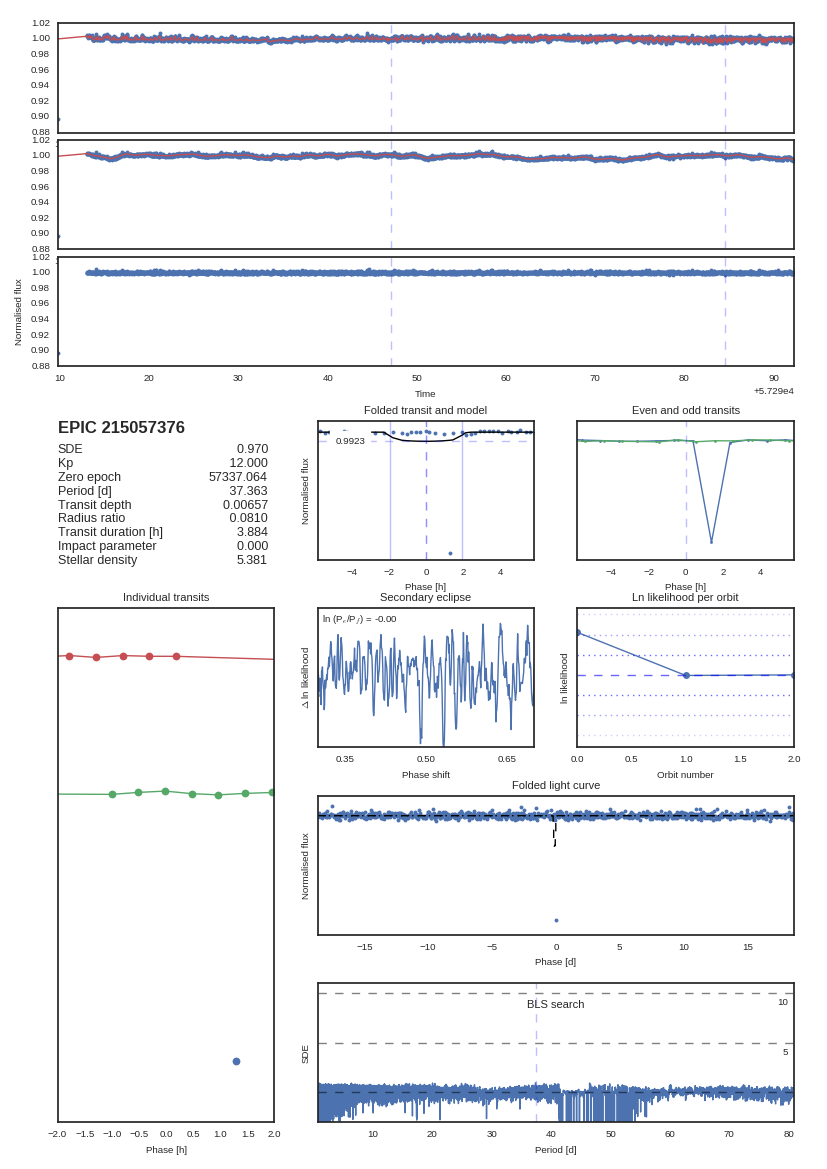 1.02
1.00
0.98
0.96
0.94
0.92
0.90
0.88
1.02
1.00
0.98
0.96
0.94
0.92
0.90
0.88
1.02
1.00
0.98
0.96
0.94
0.92
0.90
0.88
Normalised flux
10 20 30 40 50 60 70 80 90
Time
+5.729e4
EPIC 215057376
SDE 0.970
Kp 12.000
Zero epoch 57337.064
Period [d] 37.363
Transit depth 0.00657
Radius ratio 0.0810
Transit duration [h] 3.884
Impact parameter 0.000
Stellar density 5.381
Folded transit and model
0.9923
Normalised flux
−4 −2 0 2 4
Phase [h]
Even and odd transits
−4 −2 0 2 4
Phase [h]
Individual transits
−2.0 −1.5 −1.0 −0.5 0.0 0.5 1.0 1.5 2.0
Phase [h]
Secondary eclipse
Δ ln likelihood
0.35 0.50 0.65
Phase shift
Ln likelihood per orbit
ln likelihood
0.0 0.5 1.0 1.5 2.0
Orbit number
Folded light curve
Normalised flux
−15 −10 −5 0 5 10 15
Phase [d]
BLS search
10
5
SDE
10 20 30 40 50 60 70 80
Period [d]